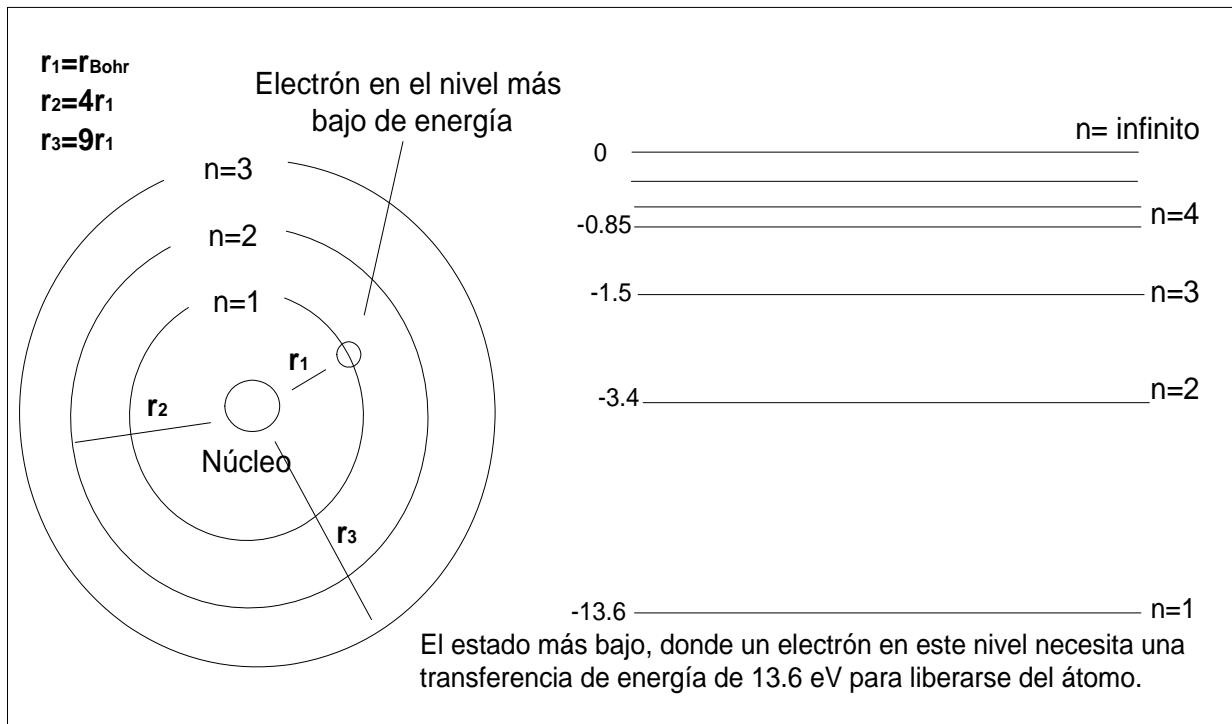 r₁=rBohr
r₂=4r₁
r₃=9r₁
Electrón en el nivel más
bajo de energía
n=3
n=2
n=1
r₁
r₂
Núcleo
r₃
n= infinito
0
-0.85
n=4
-1.5
n=3
-3.4
n=2
-13.6
n=1
El estado más bajo, donde un electrón en este nivel necesita una
transferencia de energía de 13.6 eV para liberarse del átomo.